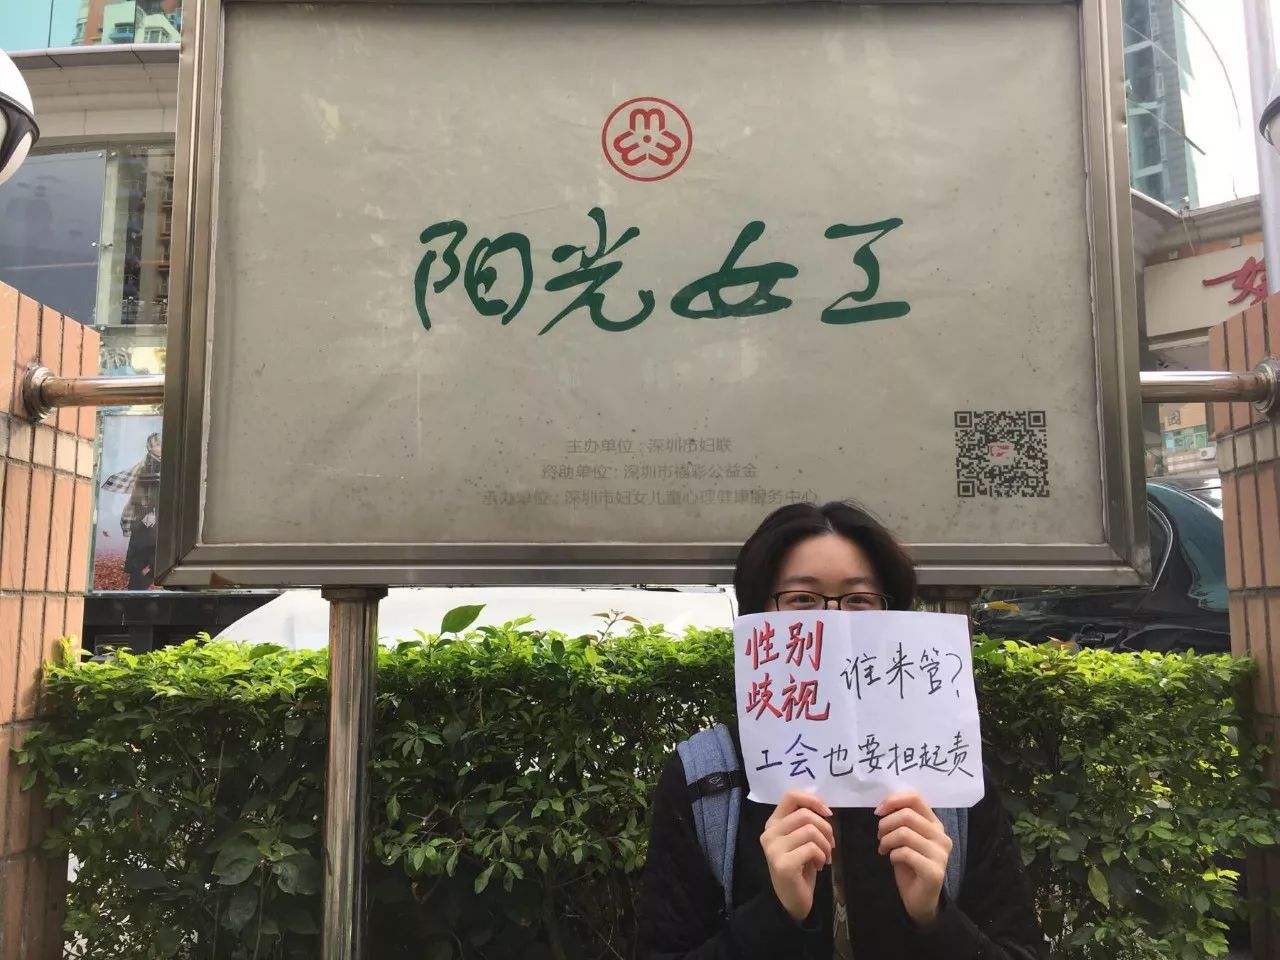 阳光女工
主办单位：深圳市妇联
资助单位：深圳市福彩公益金
承办单位：深圳市妇女儿童心理健康服务中心
性别
歧视 谁来管？
工会也要担起责